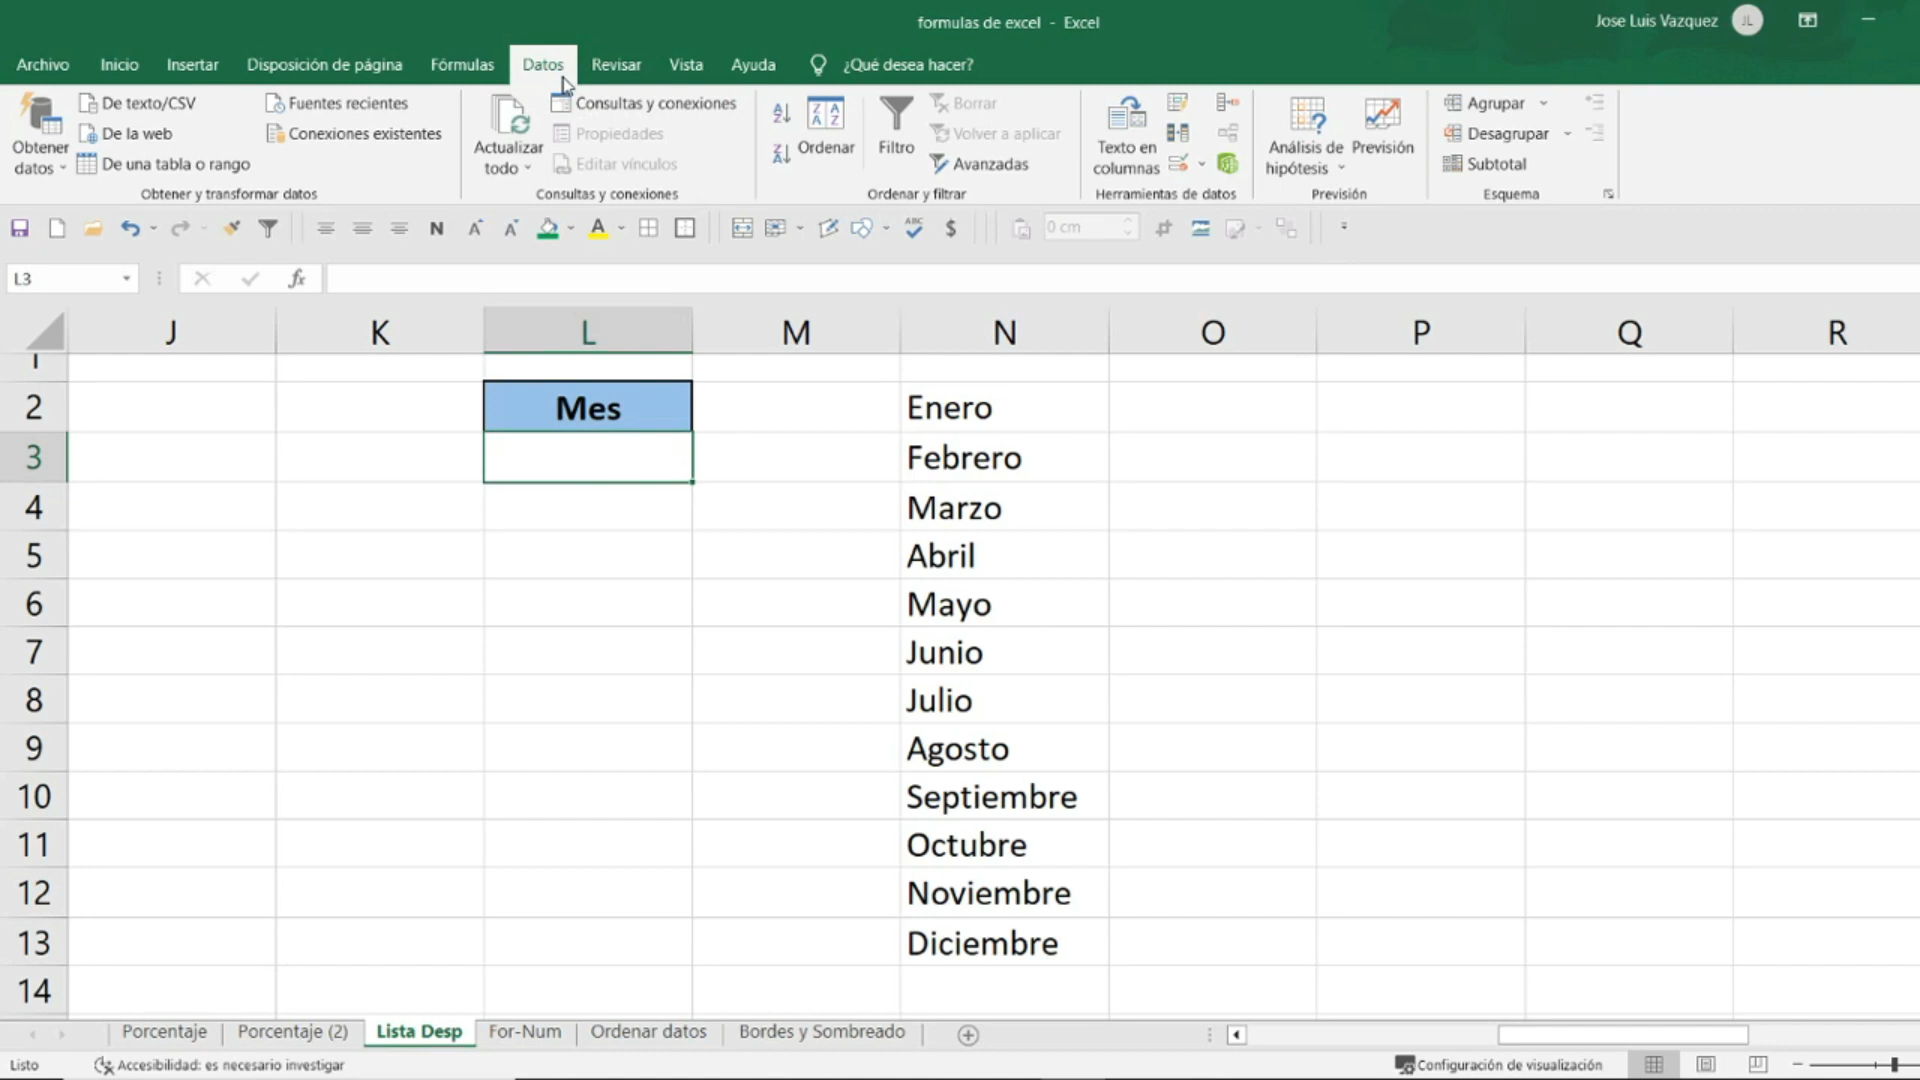 formulas de excel - Excel
Jose Luis Vazquez
JL
Archivo Inicio Insertar Disposición de página Fórmulas Datos Revisar Vista Ayuda ¿Qué desea hacer?
Obtener datos
De texto/CSV
De la web
De una tabla o rango
Fuentes recientes
Conexiones existentes
Obtener y transformar datos
Actualizar todo
Consultas y conexiones
Propiedades
Editar vínculos
Consultas y conexiones
Ordenar
Filtro
Borrar
Volver a aplicar
Avanzadas
Ordenar y filtrar
Texto en columnas
Herramientas de datos
Análisis de hipótesis
Previsión
Previsión
Agrupar
Desagrupar
Subtotal
Esquema
N A A A ABC $ 0 cm
L3 fx
J K L M N O P Q R
1
2 Mes Enero
3 Febrero
4 Marzo
5 Abril
6 Mayo
7 Junio
8 Julio
9 Agosto
10 Septiembre
11 Octubre
12 Noviembre
13 Diciembre
14
Porcentaje Porcentaje (2) Lista Desp For-Num Ordenar datos Bordes y Sombreado
Listo Accesibilidad: es necesario investigar Configuración de visualización